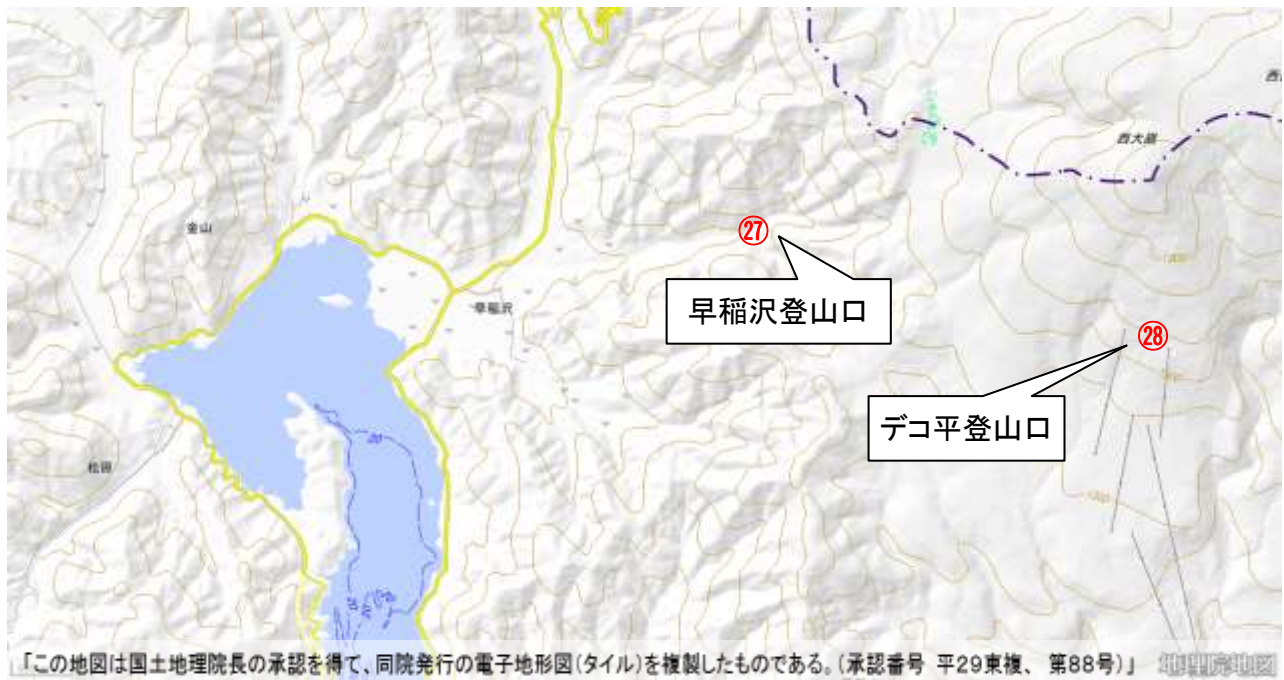 西大巓
金山
㉗
早稲沢登山口
早稲沢
㉘
デコ平登山口
20
桧原
「この地図は国土地理院長の承認を得て、同院発行の電子地形図(タイル)を複製したものである。(承認番号 平29東複、 第88号)」 地理院地図